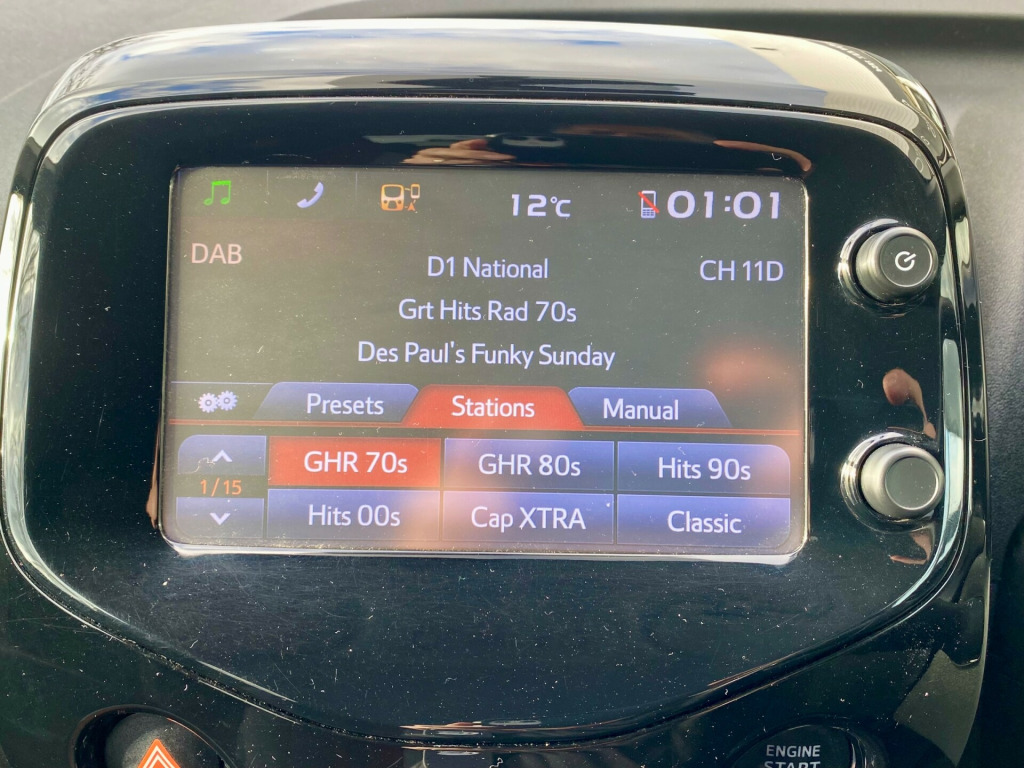 12°C
01:01
DAB
D1 National
CH 11D
Grt Hits Rad 70s
Des Paul's Funky Sunday
Presets
Stations
Manual
GHR 70s
GHR 80s
Hits 90s
1/15
Hits 00s
Cap XTRA
Classic
ENGINE
START